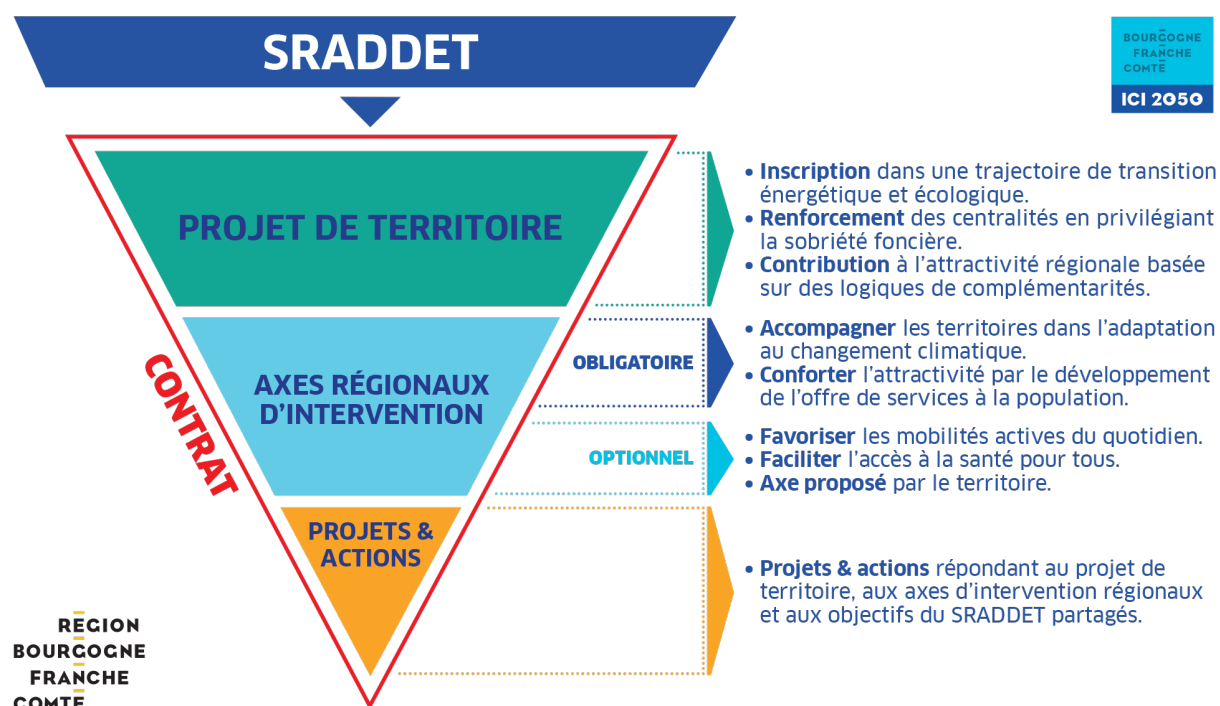 SRADDET
BOURGOGNE
FRANCHE
COMTÉ
ICI 2050
PROJET DE TERRITOIRE
• Inscription dans une trajectoire de transition
énergétique et écologique.
• Renforcement des centralités en privilégiant
la sobriété foncière.
• Contribution à l'attractivité régionale basée
sur des logiques de complémentarités.
CONTRAT
AXES RÉGIONAUX
D'INTERVENTION
OBLIGATOIRE
• Accompagner les territoires dans l'adaptation
au changement climatique.
• Conforter l'attractivité par le développement
de l'offre de services à la population.
OPTIONNEL
• Favoriser les mobilités actives du quotidien.
• Faciliter l'accès à la santé pour tous.
• Axe proposé par le territoire.
PROJETS &
ACTIONS
• Projets & actions répondant au projet de
territoire, aux axes d'intervention régionaux
et aux objectifs du SRADDET partagés.
REGION
BOURGOGNE
FRANCHE
COMTE